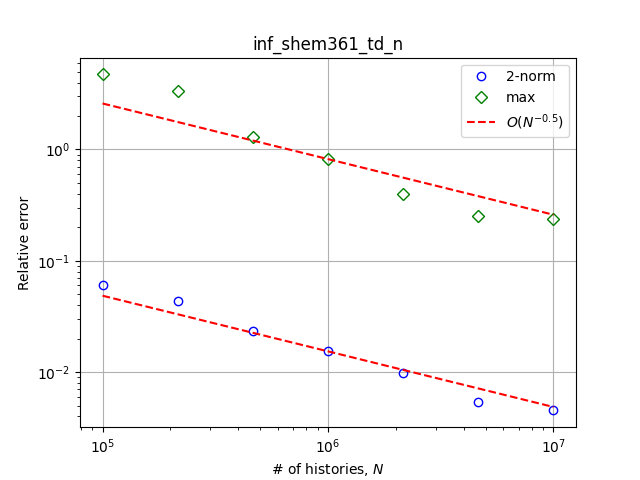 inf_shem361_td_n
2-norm
max
O(N^{-0.5})
Relative error
10^0
10^{-1}
10^{-2}
10^5
10^6
10^7
# of histories, N